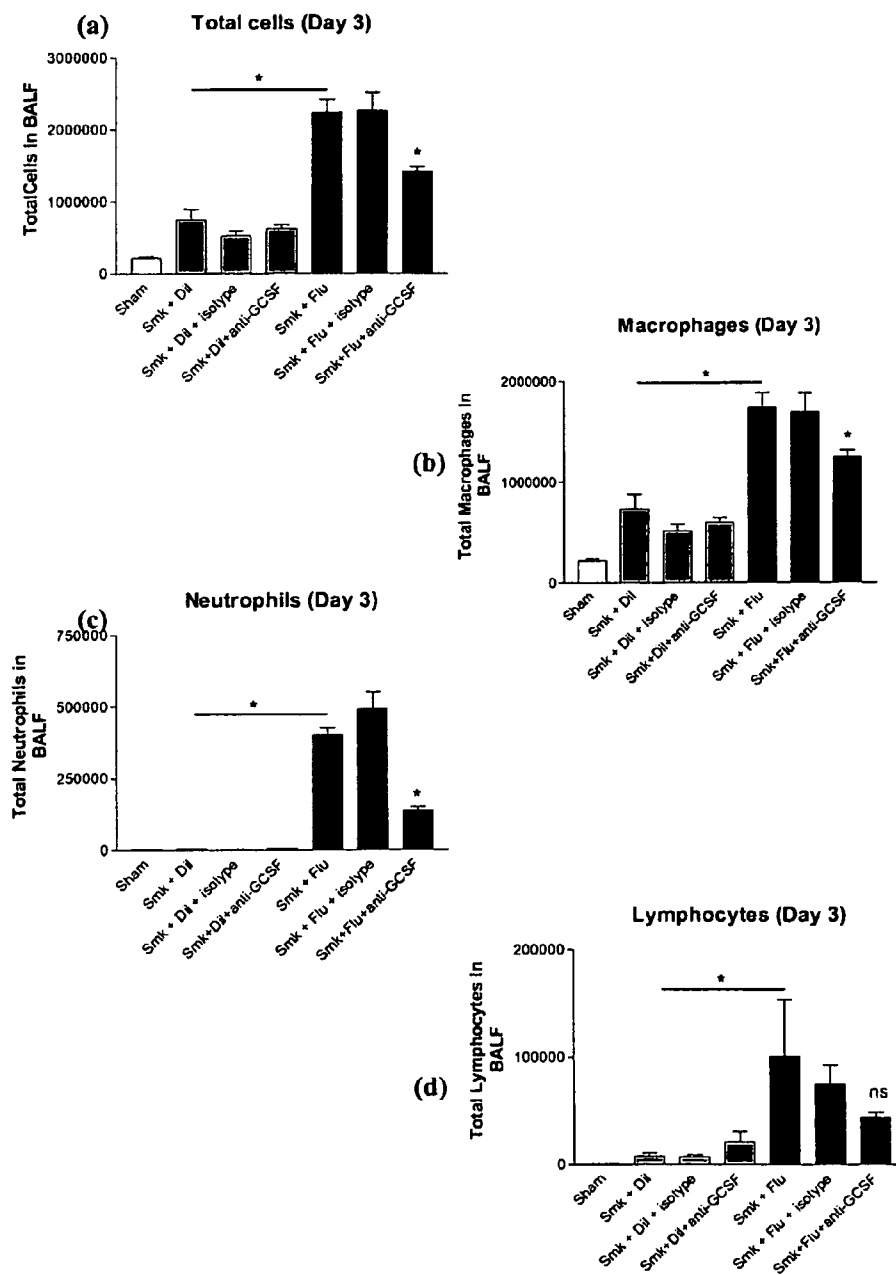 (a)
Total cells (Day 3)
TotalCells in BALF
3000000
2000000
1000000
0
*
*
Sham
Smk + Dil
Smk + Dil + isotype
Smk+Dil+anti-GCSF
Smk + Flu
Smk + Flu + isotype
Smk+Flu+anti-GCSF
(b)
Macrophages (Day 3)
Total Macrophages in
BALF
2000000
1000000
0
*
*
Sham
Smk + Dil
Smk + Dil + isotype
Smk+Dil+anti-GCSF
Smk + Flu
Smk + Flu + isotype
Smk+Flu+anti-GCSF
(c)
Neutrophils (Day 3)
Total Neutrophils in
BALF
750000
500000
250000
0
*
*
Sham
Smk + Dil
Smk + Dil + isotype
Smk+Dil+anti-GCSF
Smk + Flu
Smk + Flu + isotype
Smk+Flu+anti-GCSF
(d)
Lymphocytes (Day 3)
Total Lymphocytes in
BALF
200000
100000
0
*
ns
Sham
Smk + Dil
Smk + Dil + isotype
Smk+Dil+anti-GCSF
Smk + Flu
Smk + Flu + isotype
Smk+Flu+anti-GCSF